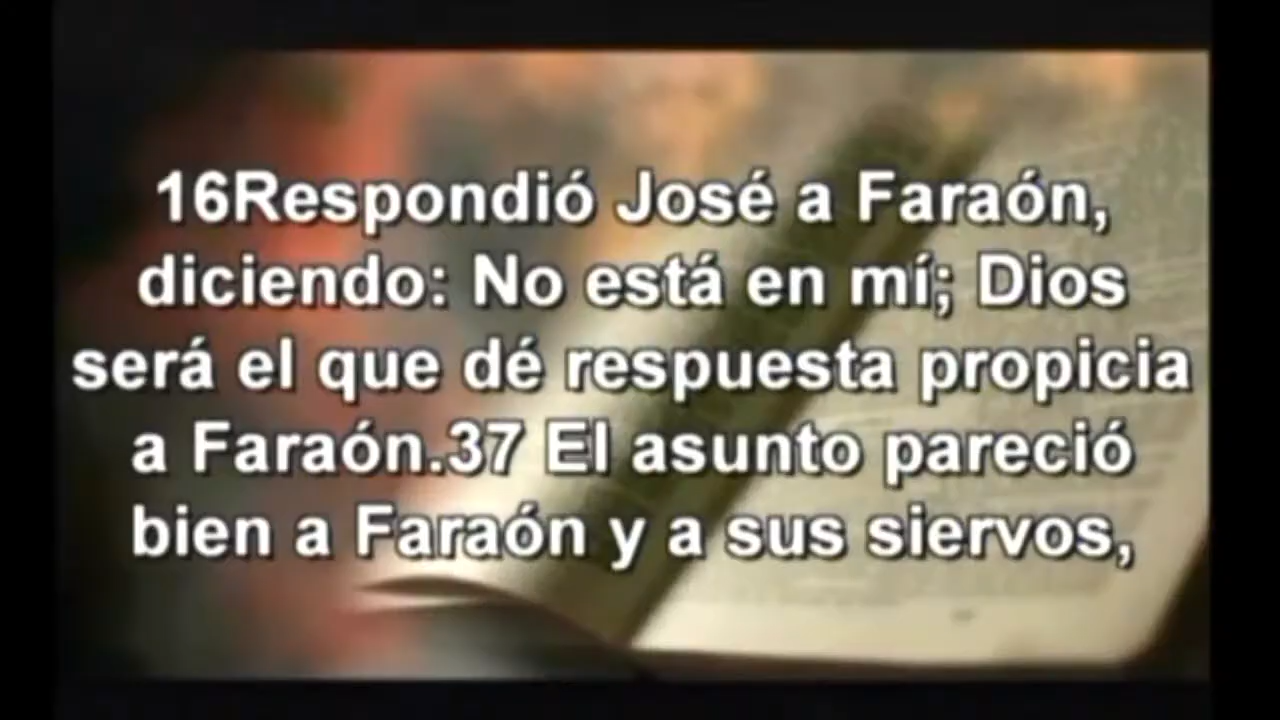 16Respondió José a Faraón,
diciendo: No está en mí; Dios
será el que dé respuesta propicia
a Faraón.37 El asunto pareció
bien a Faraón y a sus siervos,